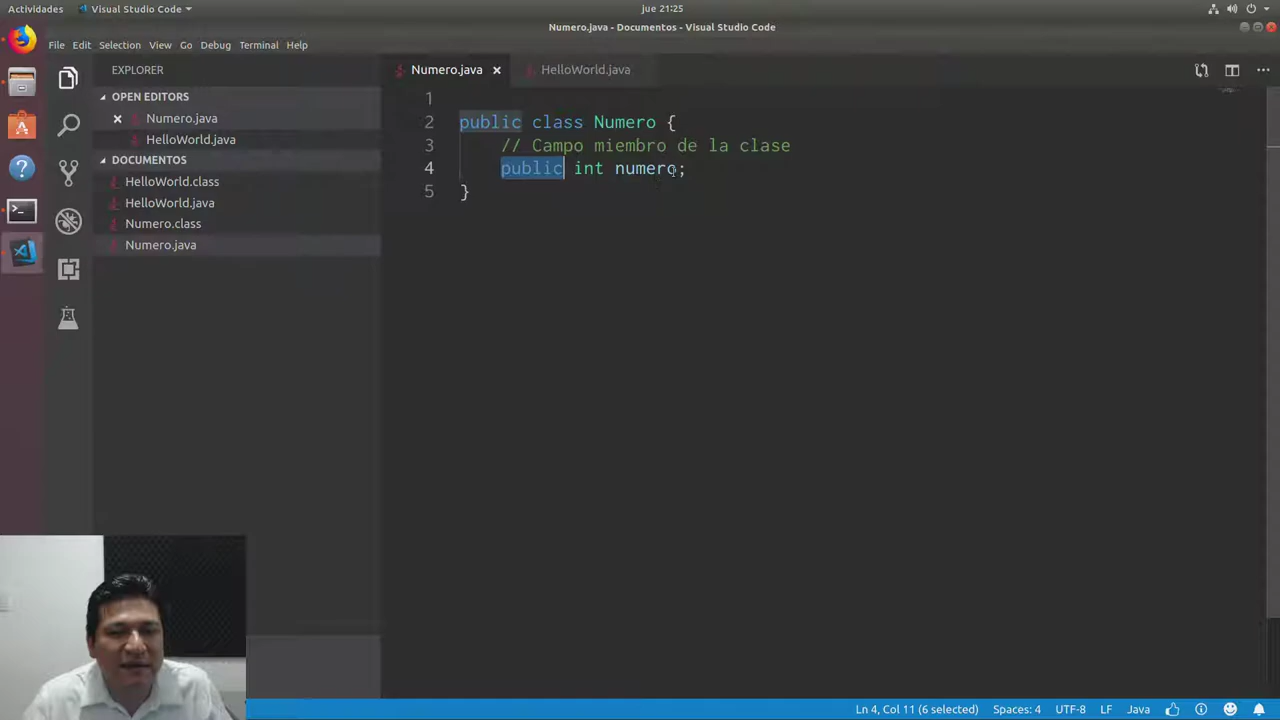 Actividades
Visual Studio Code
jue 21:25
Numero.java - Documentos - Visual Studio Code
File Edit Selection View Go Debug Terminal Help
EXPLORER
OPEN EDITORS
Numero.java
HelloWorld.java
DOCUMENTOS
HelloWorld.class
HelloWorld.java
Numero.class
Numero.java
Numero.java
HelloWorld.java
1
2 public class Numero {
3 // Campo miembro de la clase
4 public int numero;
5 }
Ln 4, Col 11 (6 selected) Spaces: 4 UTF-8 LF Java